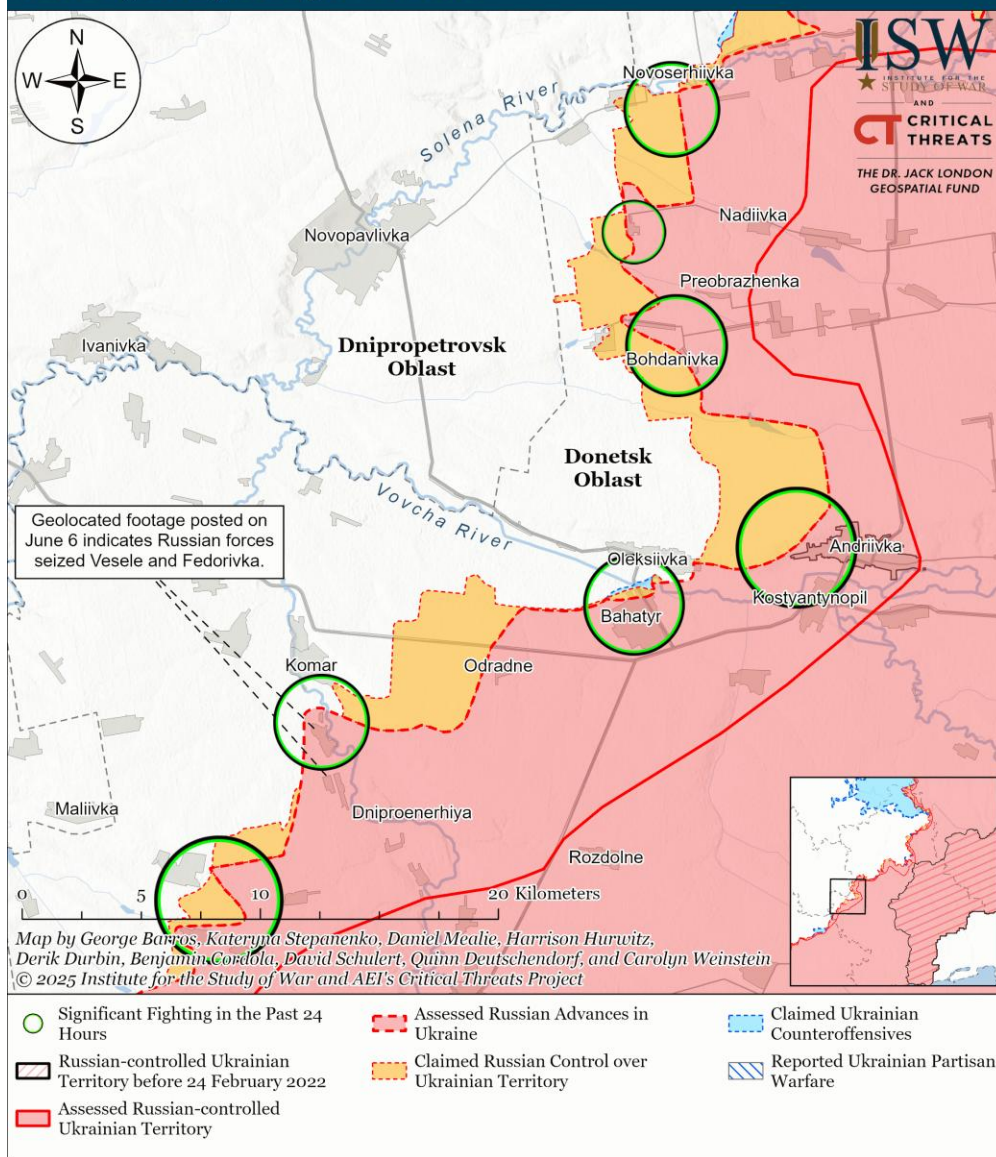 N
W E
S
ISW
INSTITUTE FOR THE
STUDY OF WAR
AND
CT CRITICAL
THREATS
THE DR. JACK LONDON
GEOSPATIAL FUND
Novoserhiivka
Solena River
Nadiivka
Novopavlivka
Preobrazhenka
Ivanivka
Dnipropetrovsk
Oblast
Bohdanivka
Donetsk
Oblast
Vovcha River
Geolocated footage posted on
June 6 indicates Russian forces
seized Vesele and Fedorivka.
Oleksiivka
Andriivka
Kostyantynopil
Bahatyr
Komar
Odradne
Maliivka
Dniproenerhiya
Rozdolne
0 5 10 20 Kilometers
Map by George Barros, Kateryna Stepanenko, Daniel Mealie, Harrison Hurwitz,
Derik Durbin, Benjamin Cordola, David Schulert, Quinn Deutschendorf, and Carolyn Weinstein
© 2025 Institute for the Study of War and AEI's Critical Threats Project
Significant Fighting in the Past 24
Hours
Russian-controlled Ukrainian
Territory before 24 February 2022
Assessed Russian-controlled
Ukrainian Territory
Assessed Russian Advances in
Ukraine
Claimed Russian Control over
Ukrainian Territory
Claimed Ukrainian
Counteroffensives
Reported Ukrainian Partisan
Warfare